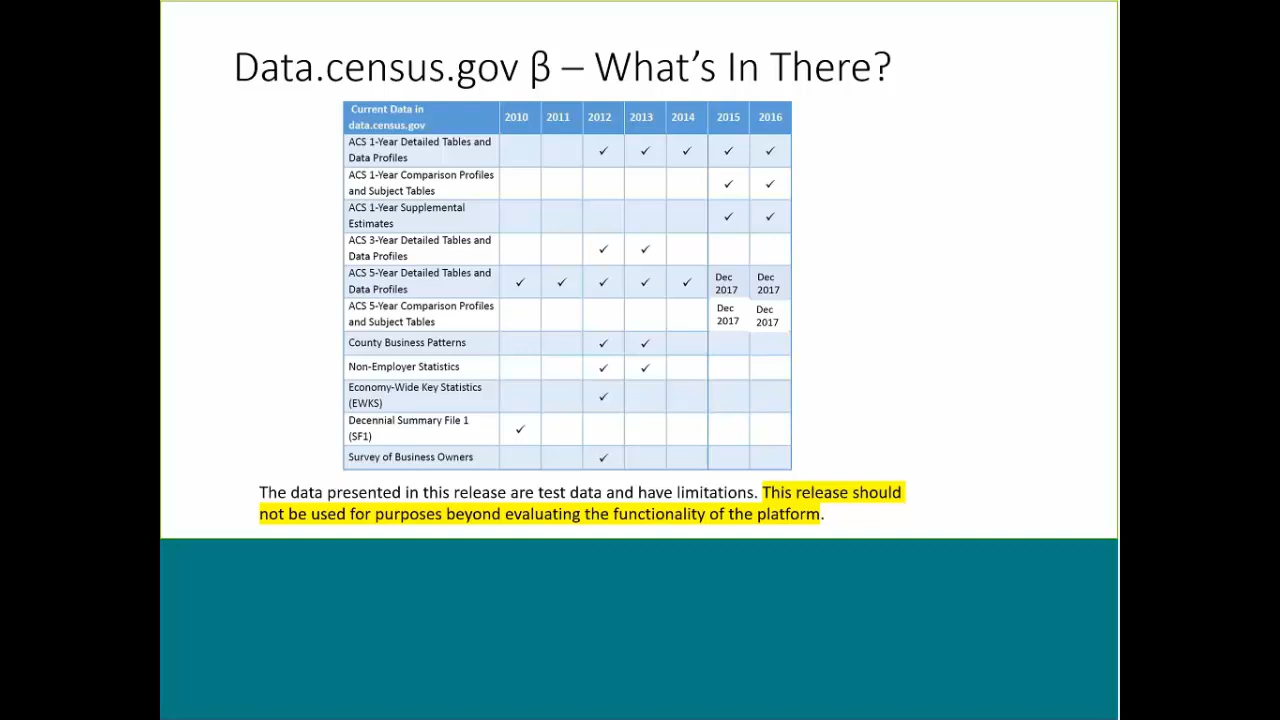 Data.census.gov β – What's In There?
Current Data in data.census.gov 2010 2011 2012 2013 2014 2015 2016
ACS 1-Year Detailed Tables and Data Profiles ✓ ✓ ✓ ✓ ✓
ACS 1-Year Comparison Profiles and Subject Tables ✓ ✓
ACS 1-Year Supplemental Estimates ✓ ✓
ACS 3-Year Detailed Tables and Data Profiles ✓ ✓
ACS 5-Year Detailed Tables and Data Profiles ✓ ✓ ✓ ✓ ✓ Dec 2017 Dec 2017
ACS 5-Year Comparison Profiles and Subject Tables Dec 2017 Dec 2017
County Business Patterns ✓ ✓
Non-Employer Statistics ✓ ✓
Economy-Wide Key Statistics (EWKS) ✓
Decennial Summary File 1 (SF1) ✓
Survey of Business Owners ✓
The data presented in this release are test data and have limitations. This release should
not be used for purposes beyond evaluating the functionality of the platform.